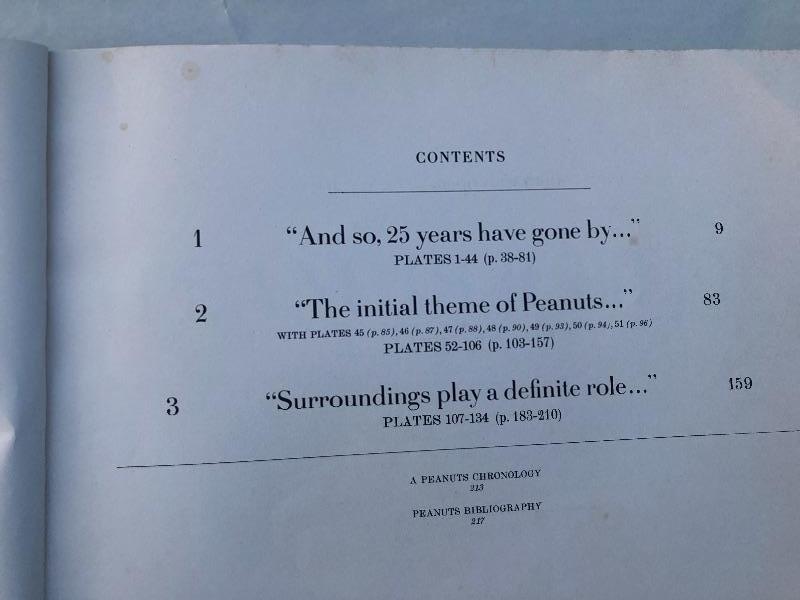 CONTENTS
1 “And so, 25 years have gone by...” 9
PLATES 1-44 (p. 38-81)
2 “The initial theme of Peanuts...” 83
WITH PLATES 45 (p. 85), 46 (p. 87), 47 (p. 88), 48 (p. 90), 49 (p. 93), 50 (p. 94), 51 (p. 96)
PLATES 52-106 (p. 103-157)
3 “Surroundings play a definite role...” 159
PLATES 107-134 (p. 183-210)
A PEANUTS CHRONOLOGY
213
PEANUTS BIBLIOGRAPHY
217